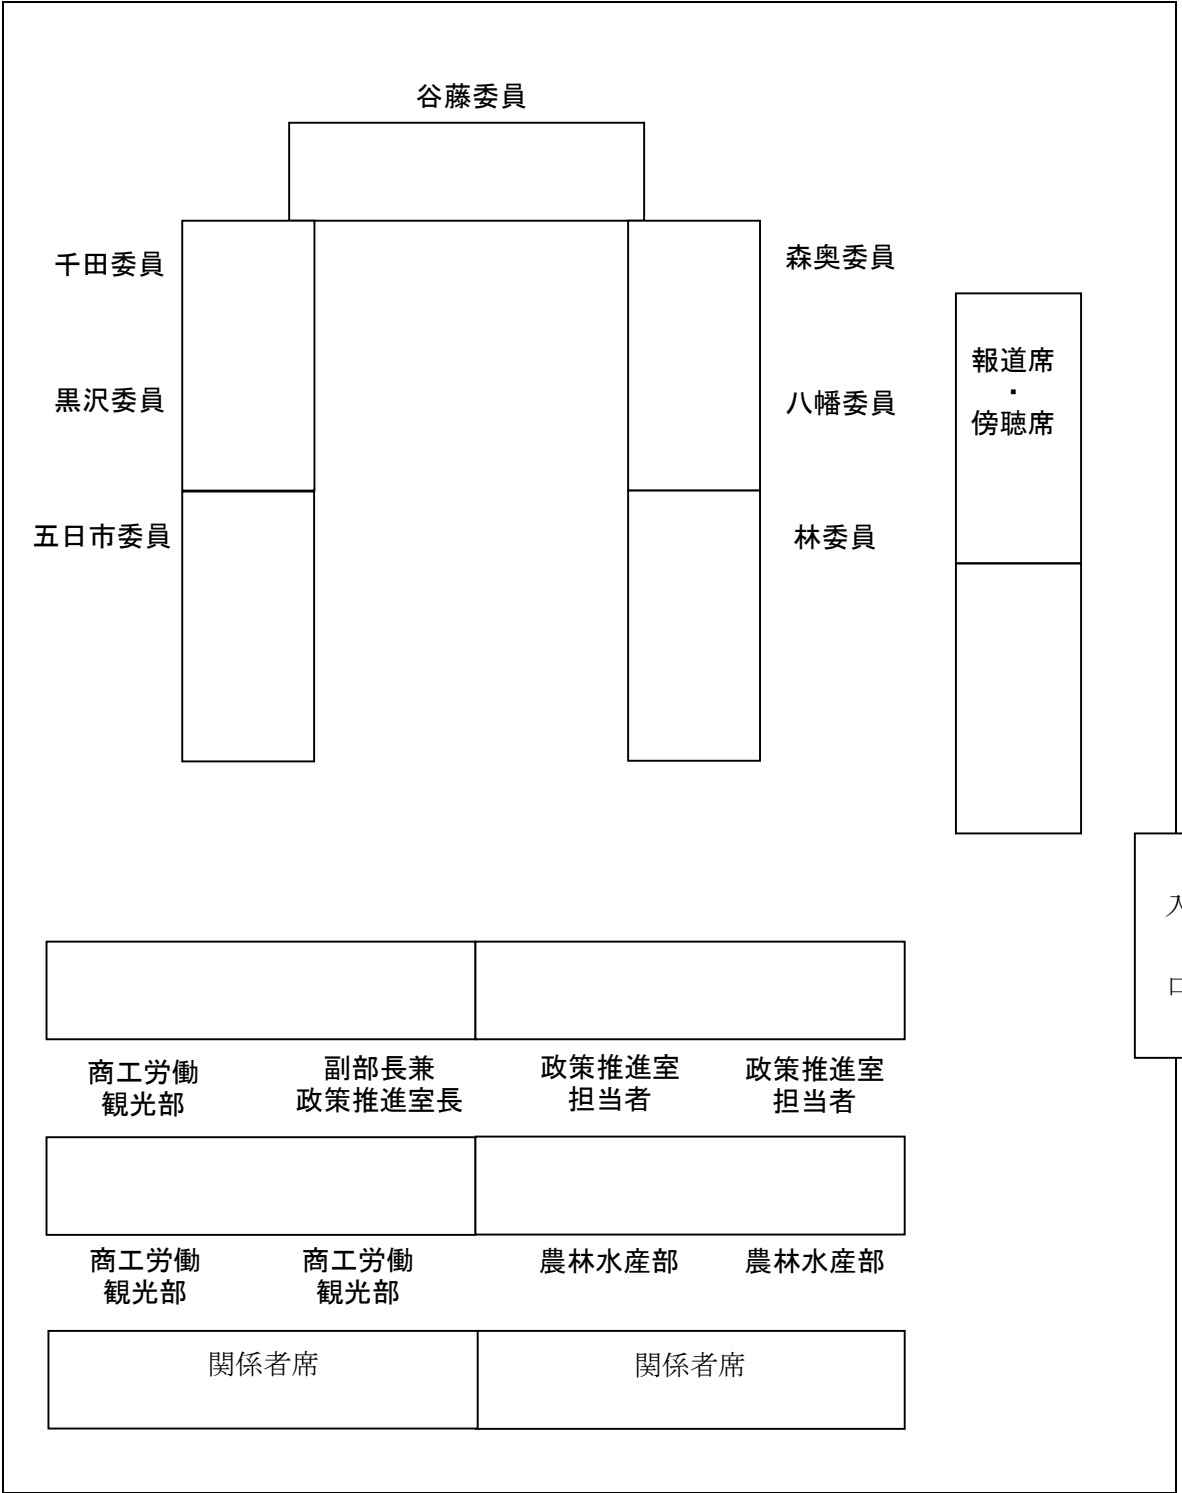 谷藤委員
千田委員
森奥委員
黒沢委員
八幡委員
五日市委員
林委員
報道席
・
傍聴席
入
口
商工労働
観光部
副部長兼
政策推進室長
政策推進室
担当者
政策推進室
担当者
商工労働
観光部
商工労働
観光部
農林水産部
農林水産部
関係者席
関係者席